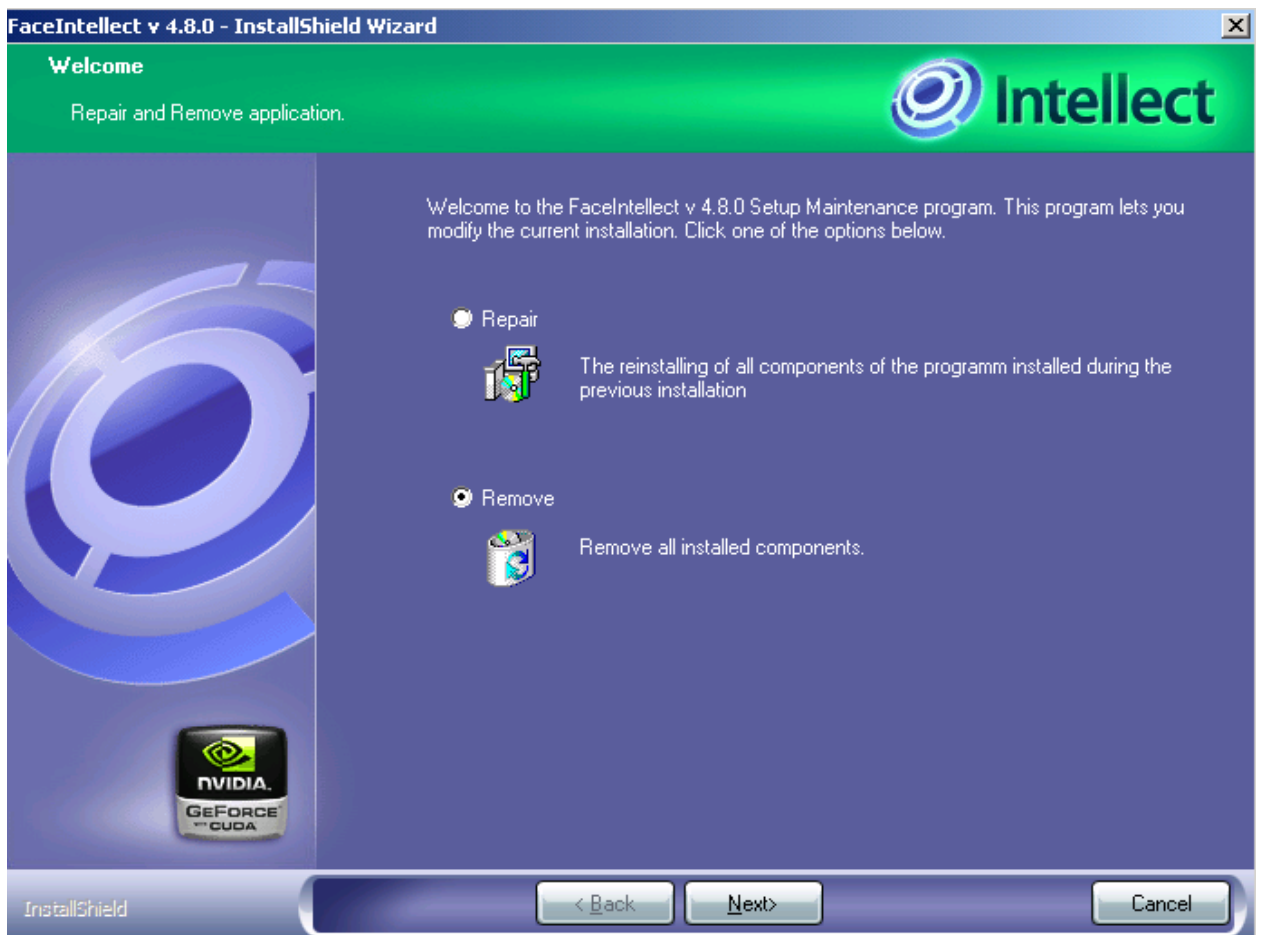 FaceIntellect v 4.8.0 - InstallShield Wizard
Welcome
Repair and Remove application.
Intellect
Welcome to the FaceIntellect v 4.8.0 Setup Maintenance program. This program lets you
modify the current installation. Click one of the options below.
Repair
The reinstalling of all components of the programm installed during the
previous installation
Remove
Remove all installed components.
NVIDIA.
GEFORCE
WITH CUDA
InstallShield
< Back
Next>
Cancel